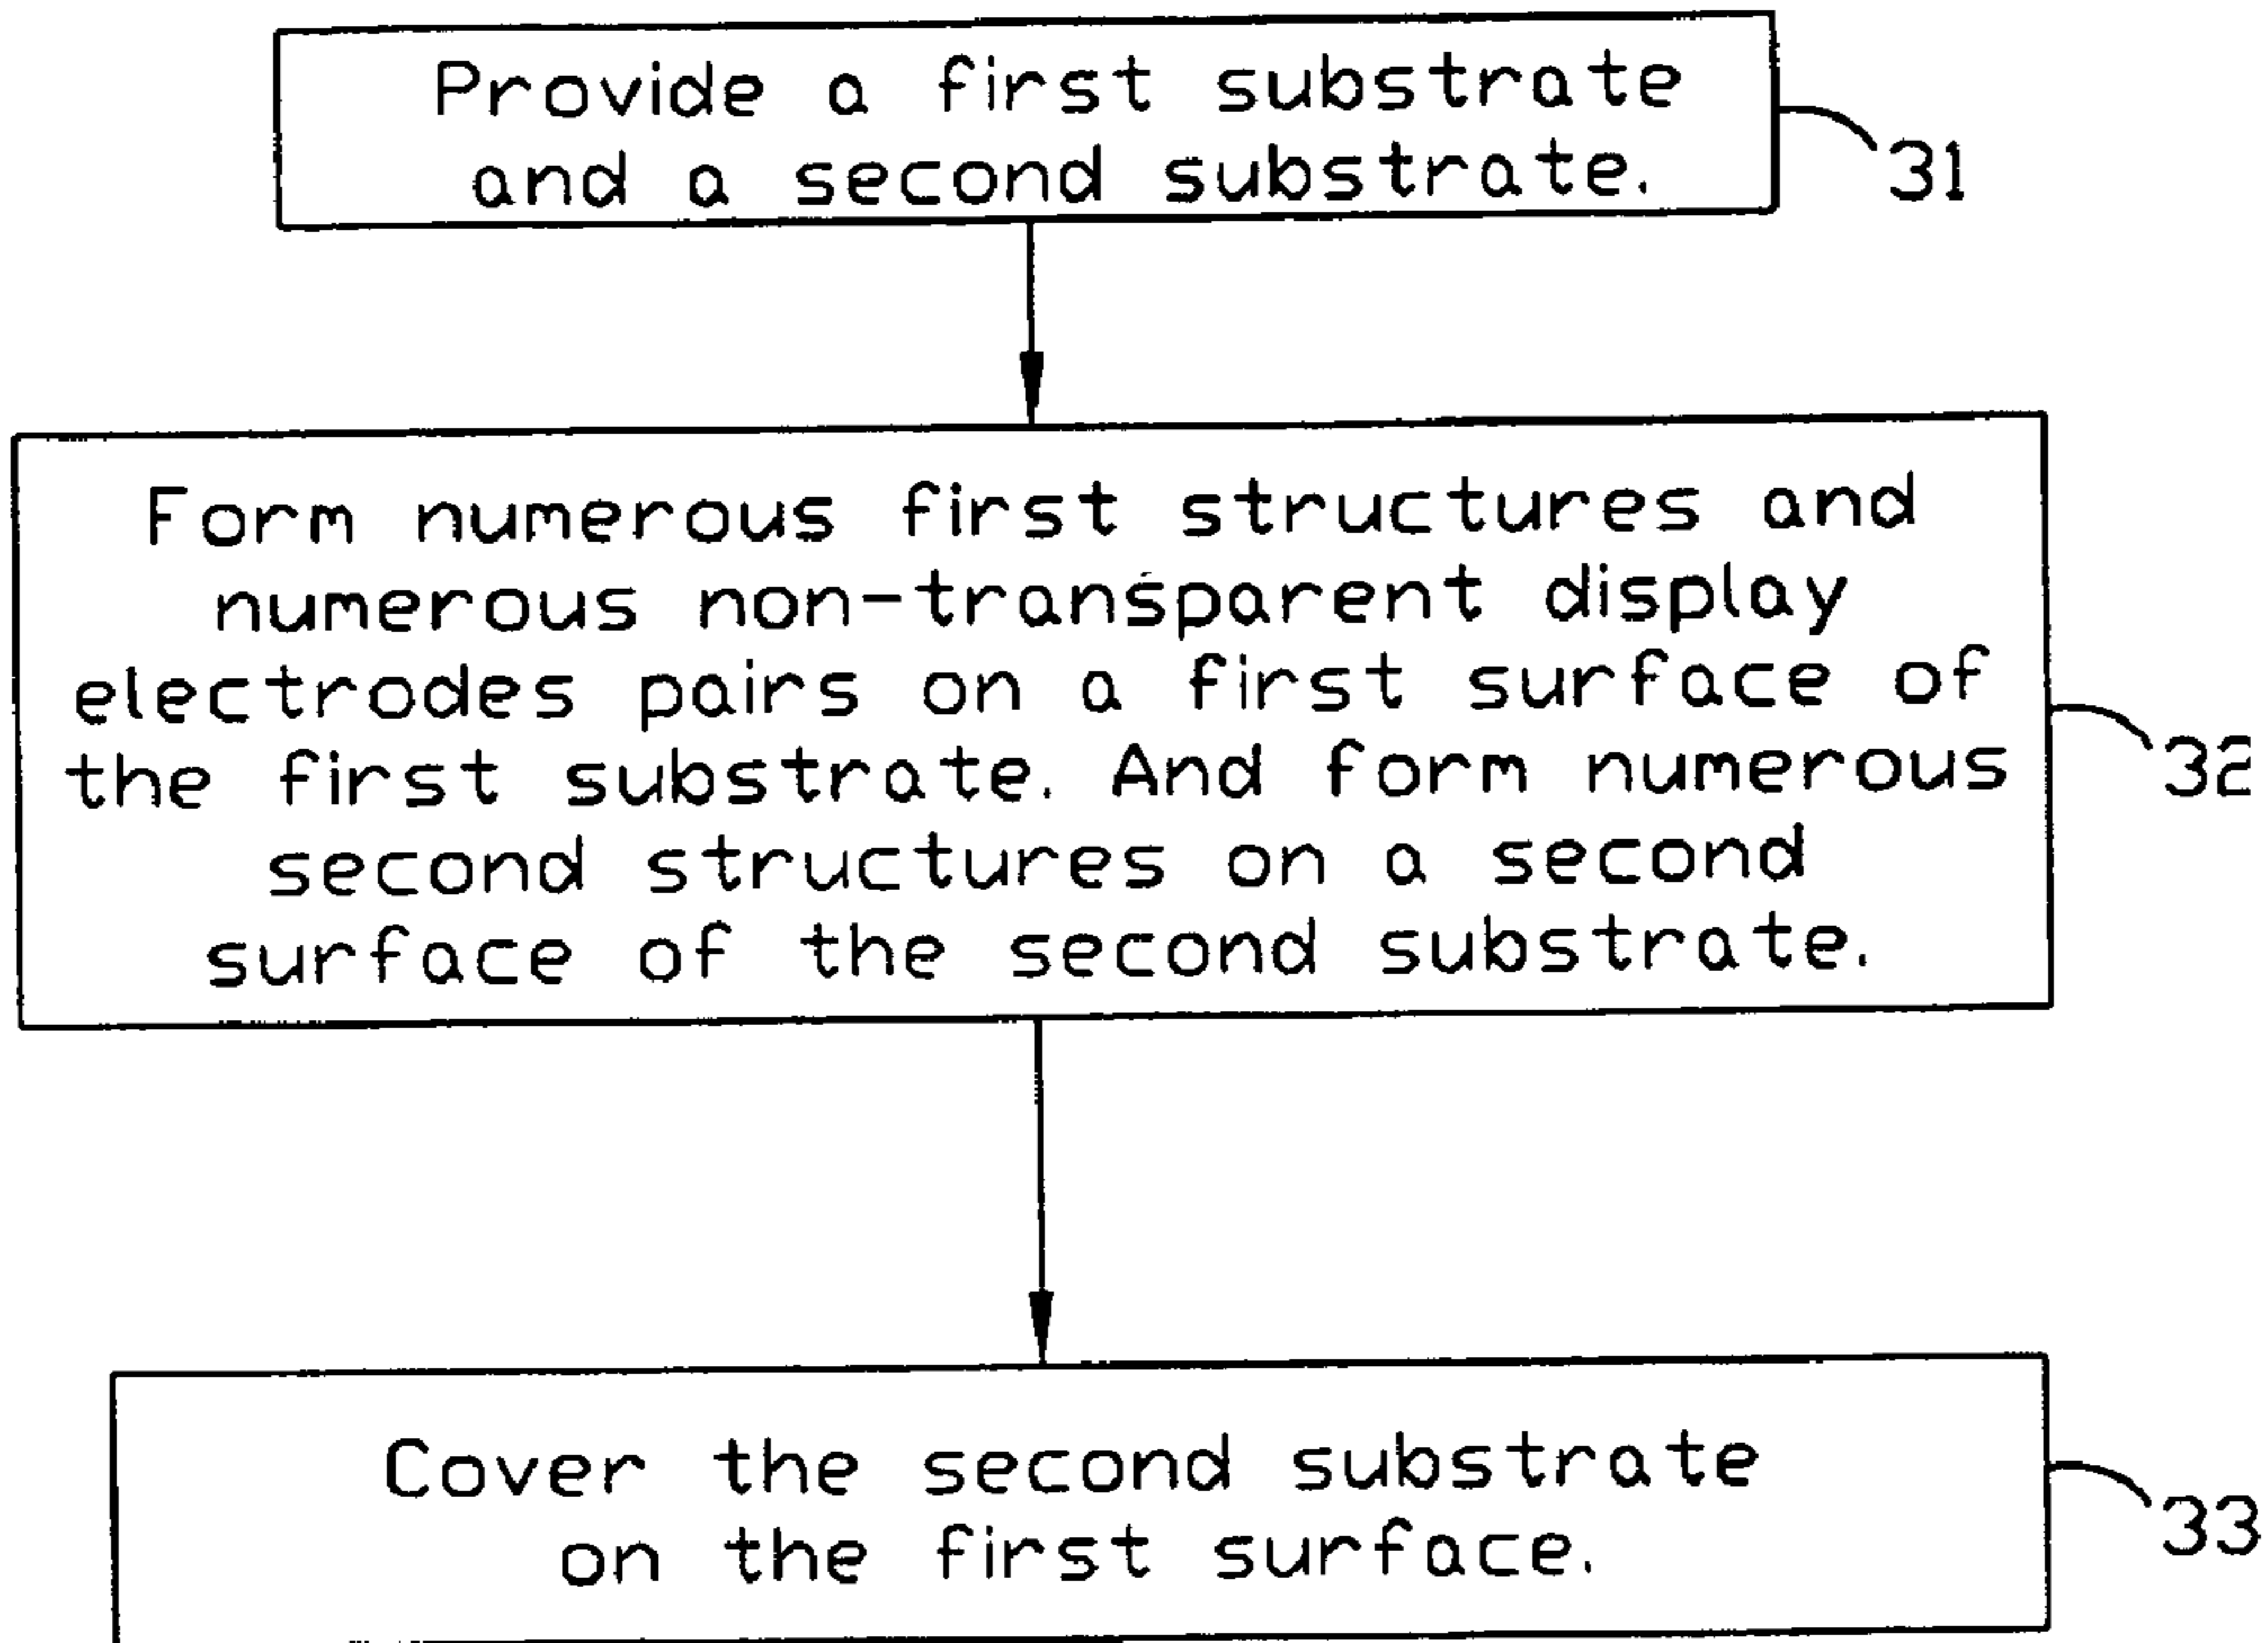 Provide a first substrate
and a second substrate.
31
Form numerous first structures and
numerous non-transparent display
electrodes pairs on a first surface of
the first substrate. And form numerous
second structures on a second
surface of the second substrate.
32
Cover the second substrate
on the first surface.
33